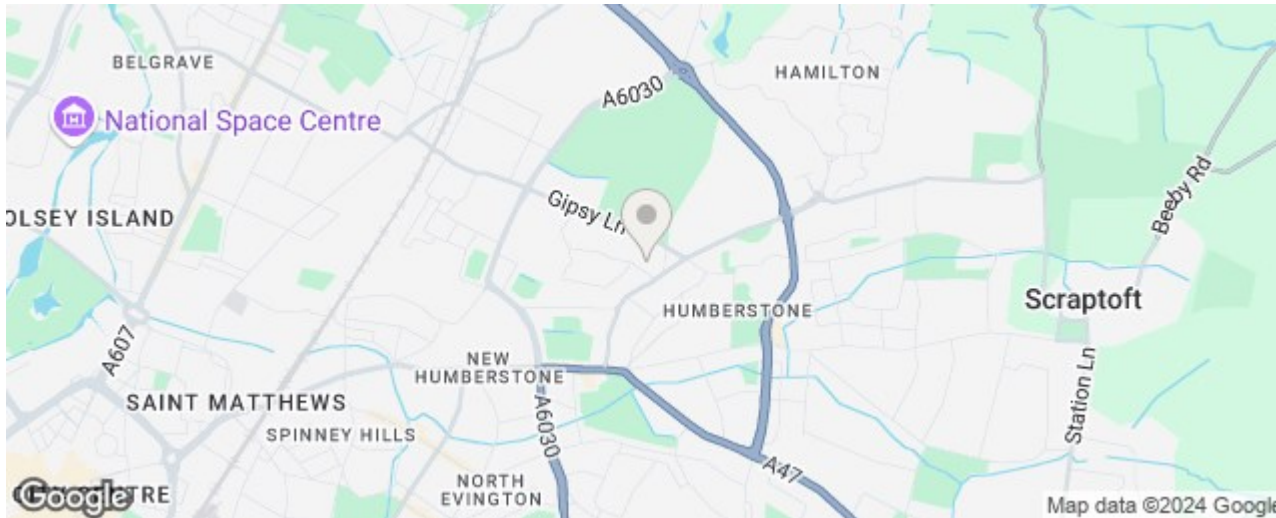 BELGRAVE
HAMILTON
A6030
National Space Centre
Beeby Rd
Gipsy Ln
OLSEY ISLAND
Scraptoft
HUMBERSTONE
A607
NEW
HUMBERSTONE
Station Ln
SAINT MATTHEWS
A6030
SPINNEY HILLS
A47
NORTH
EVINGTON
Google
Map data ©2024 Google